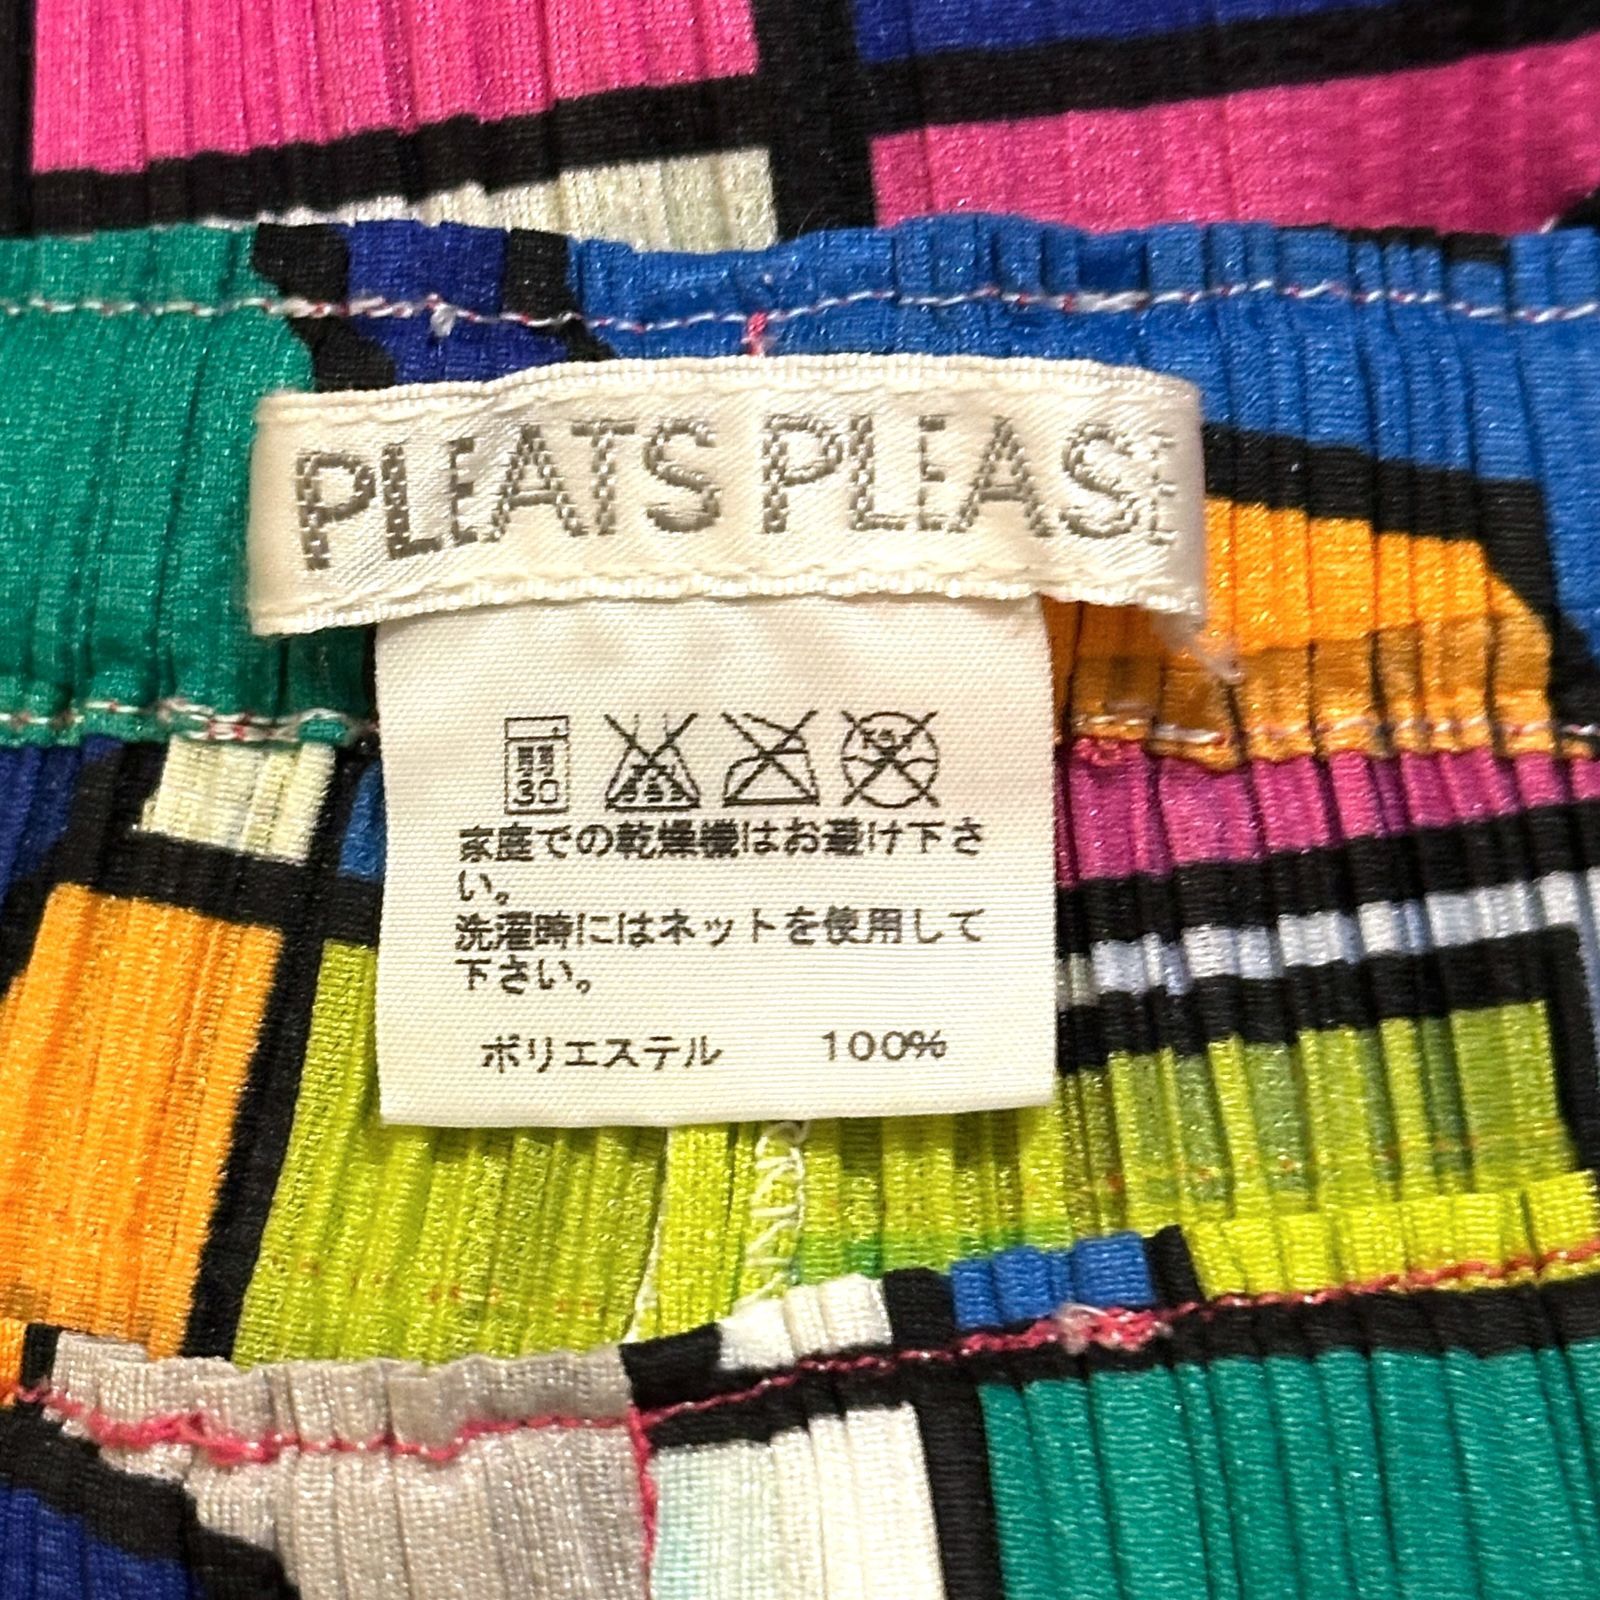 PLEATS PLEASE
弱
30
家庭での乾燥機はお避け下さ
い。
洗濯時にはネットを使用して
下さい。
ポリエステル 100%